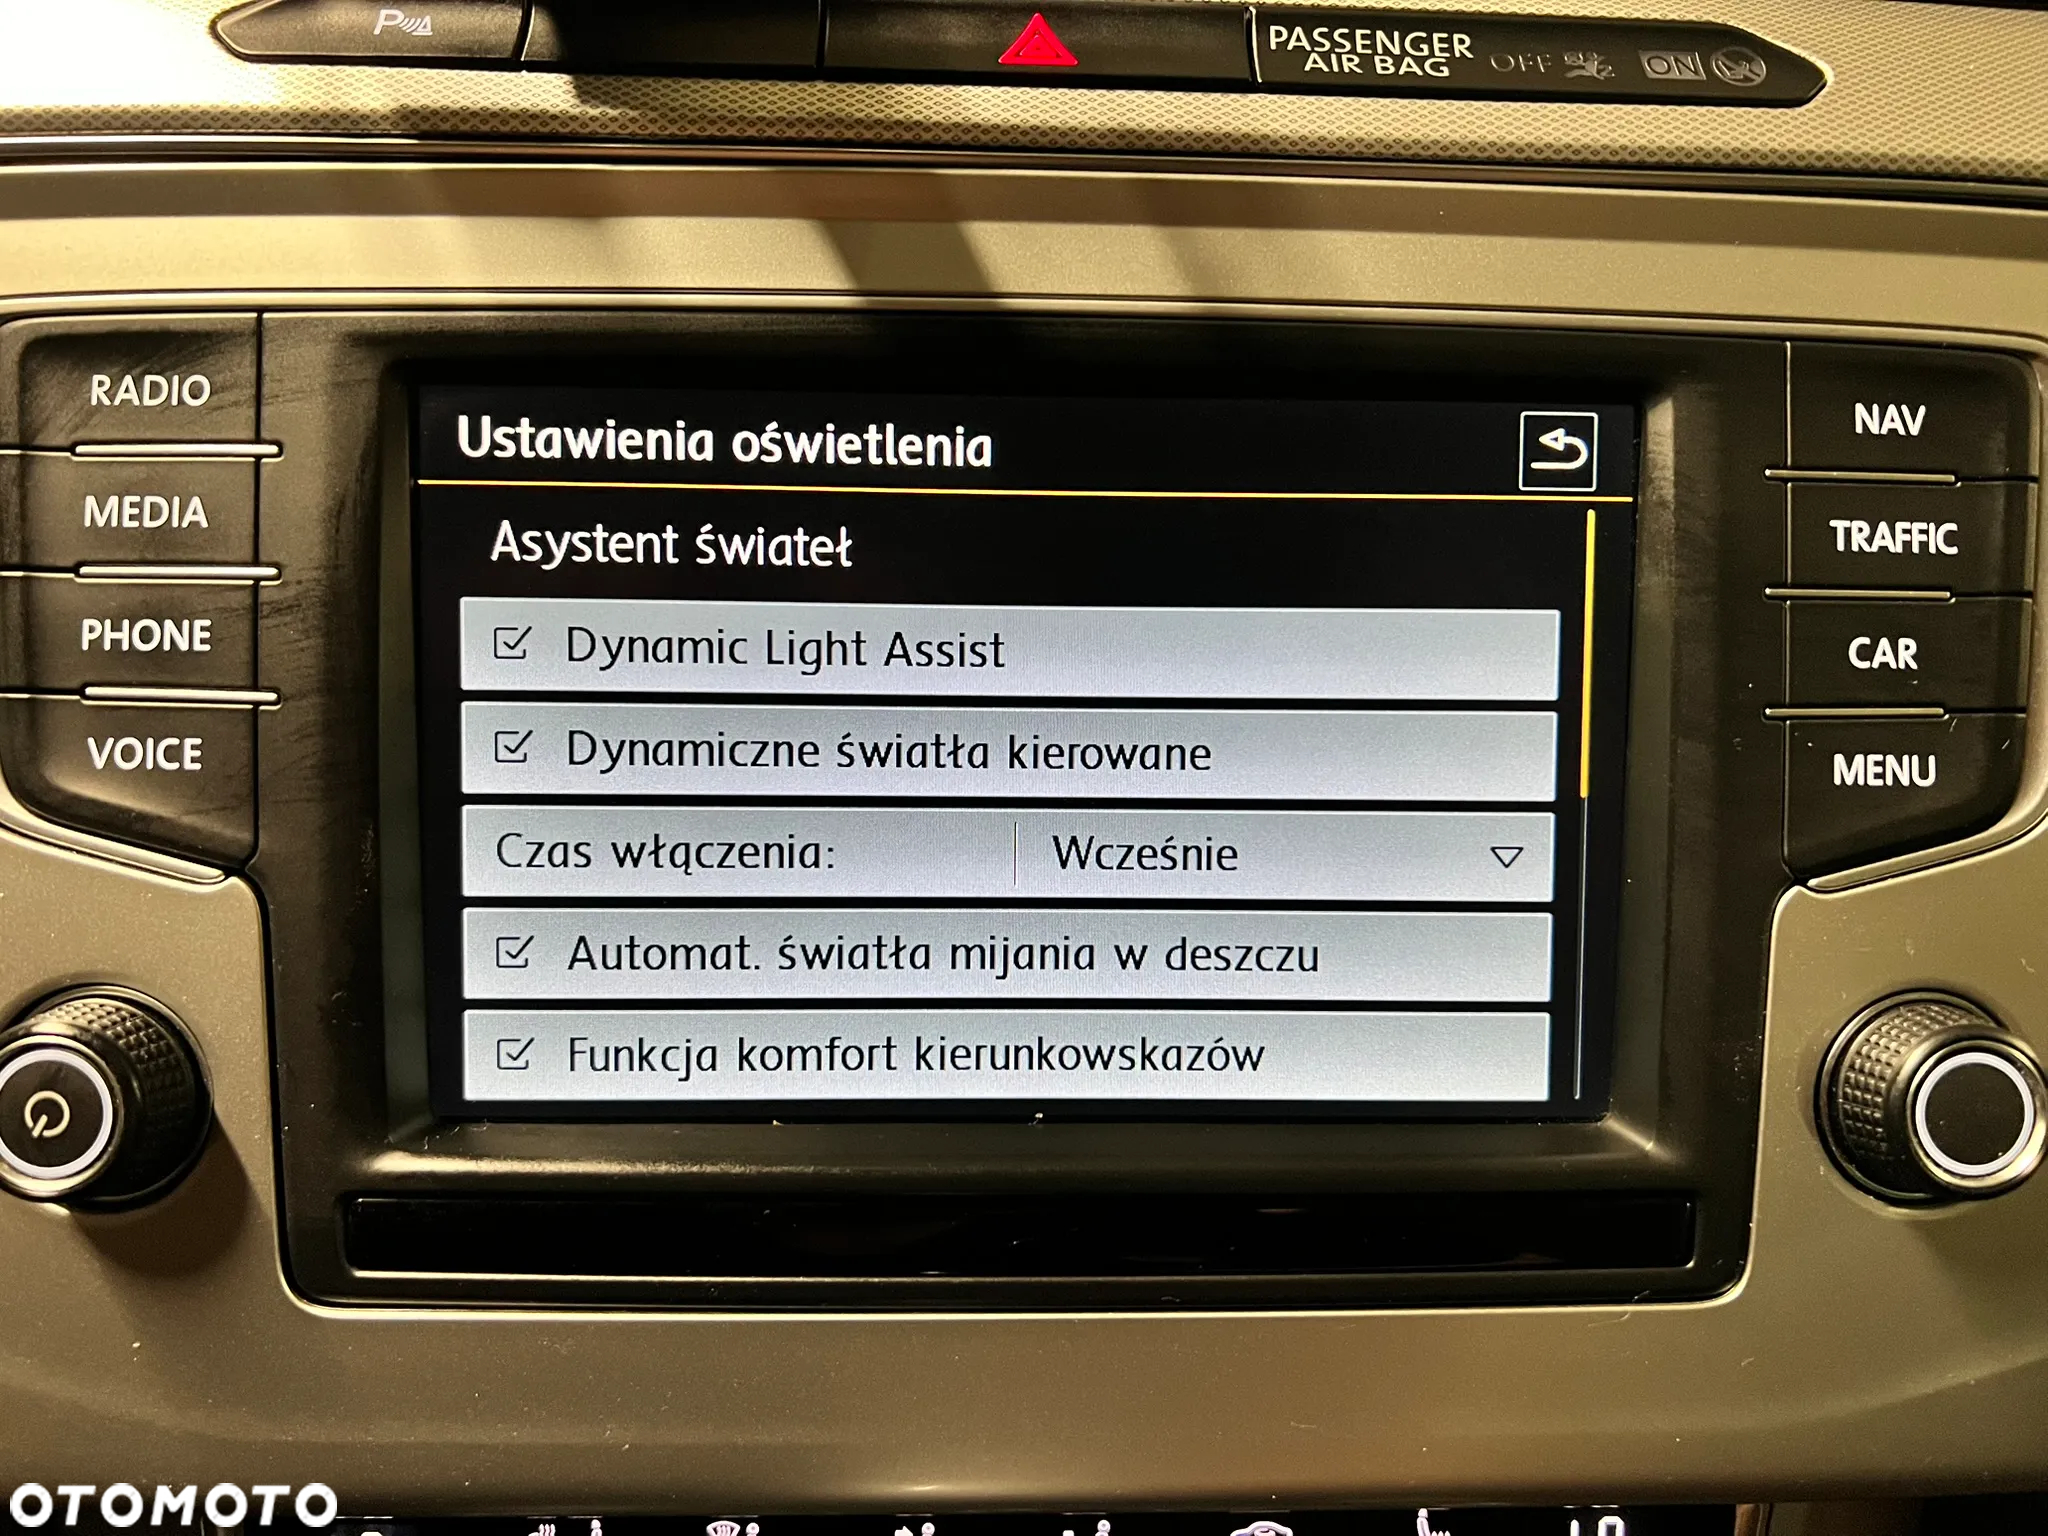 P
PASSENGER
AIR BAG
OFF
ON
RADIO
MEDIA
PHONE
VOICE
Ustawienia oświetlenia
Asystent świateł
Dynamic Light Assist
Dynamiczne światła kierowane
Czas włączenia: Wcześnie
Automat. światła mijania w deszczu
Funkcja komfort kierunkowskazów
NAV
TRAFFIC
CAR
MENU
OTOMOTO